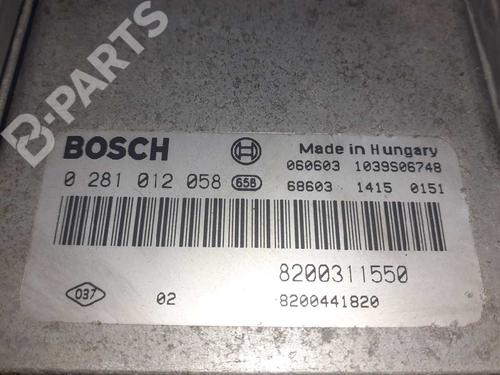 B-PARTS
BOSCH
Made in Hungary
060603 1039S06748
0 281 012 058 658
68603 1415 0151
8200311550
037 02 8200441820